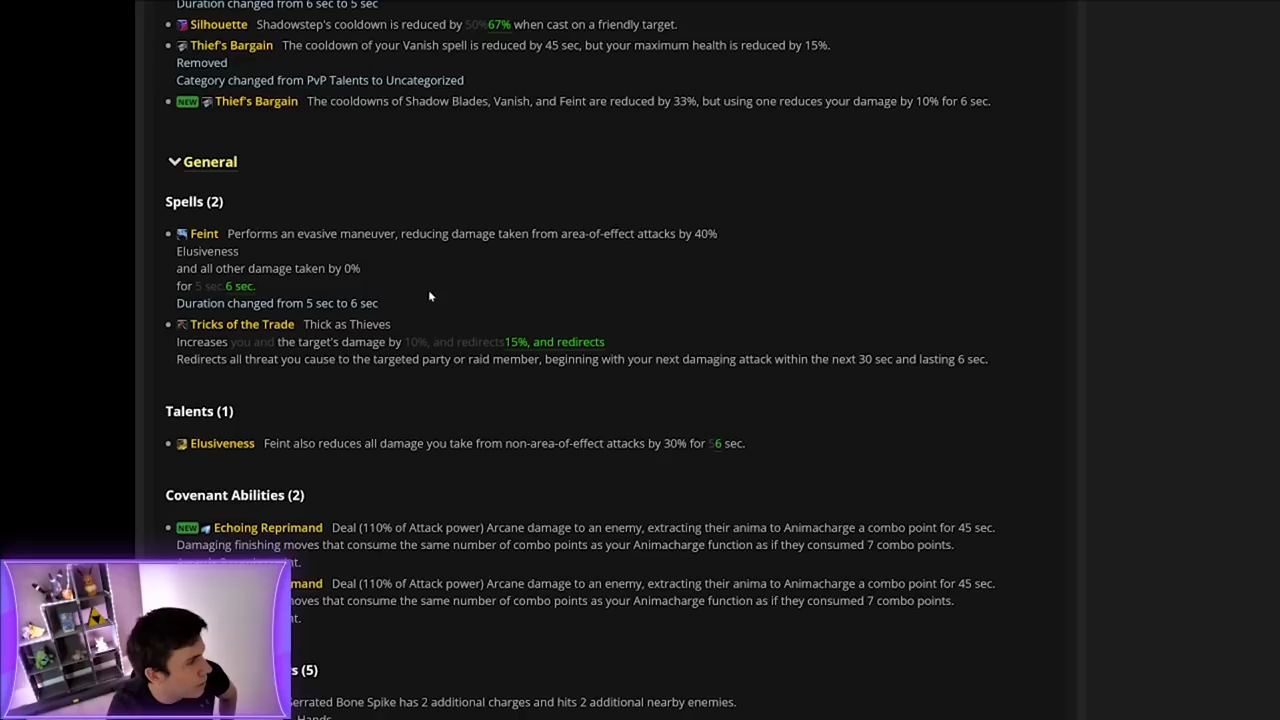 Duration changed from 6 sec to 5 sec
Silhouette Shadowstep's cooldown is reduced by 50%67% when cast on a friendly target.
Thief's Bargain The cooldown of your Vanish spell is reduced by 45 sec, but your maximum health is reduced by 15%.
Removed
Category changed from PvP Talents to Uncategorized
NEW Thief's Bargain The cooldowns of Shadow Blades, Vanish, and Feint are reduced by 33%, but using one reduces your damage by 10% for 6 sec.
General
Spells (2)
Feint Performs an evasive maneuver, reducing damage taken from area-of-effect attacks by 40%
Elusiveness
and all other damage taken by 0%
for 5 sec.6 sec.
Duration changed from 5 sec to 6 sec
Tricks of the Trade Thick as Thieves
Increases you and the target's damage by 10%, and redirects15%, and redirects
Redirects all threat you cause to the targeted party or raid member, beginning with your next damaging attack within the next 30 sec and lasting 6 sec.
Talents (1)
Elusiveness Feint also reduces all damage you take from non-area-of-effect attacks by 30% for 56 sec.
Covenant Abilities (2)
NEW Echoing Reprimand Deal (110% of Attack power) Arcane damage to an enemy, extracting their anima to Animacharge a combo point for 45 sec.
Damaging finishing moves that consume the same number of combo points as your Animacharge function as if they consumed 7 combo points.
mand Deal (110% of Attack power) Arcane damage to an enemy, extracting their anima to Animacharge a combo point for 45 sec.
oves that consume the same number of combo points as your Animacharge function as if they consumed 7 combo points.
nt.
s (5)
Serrated Bone Spike has 2 additional charges and hits 2 additional nearby enemies.
Hands